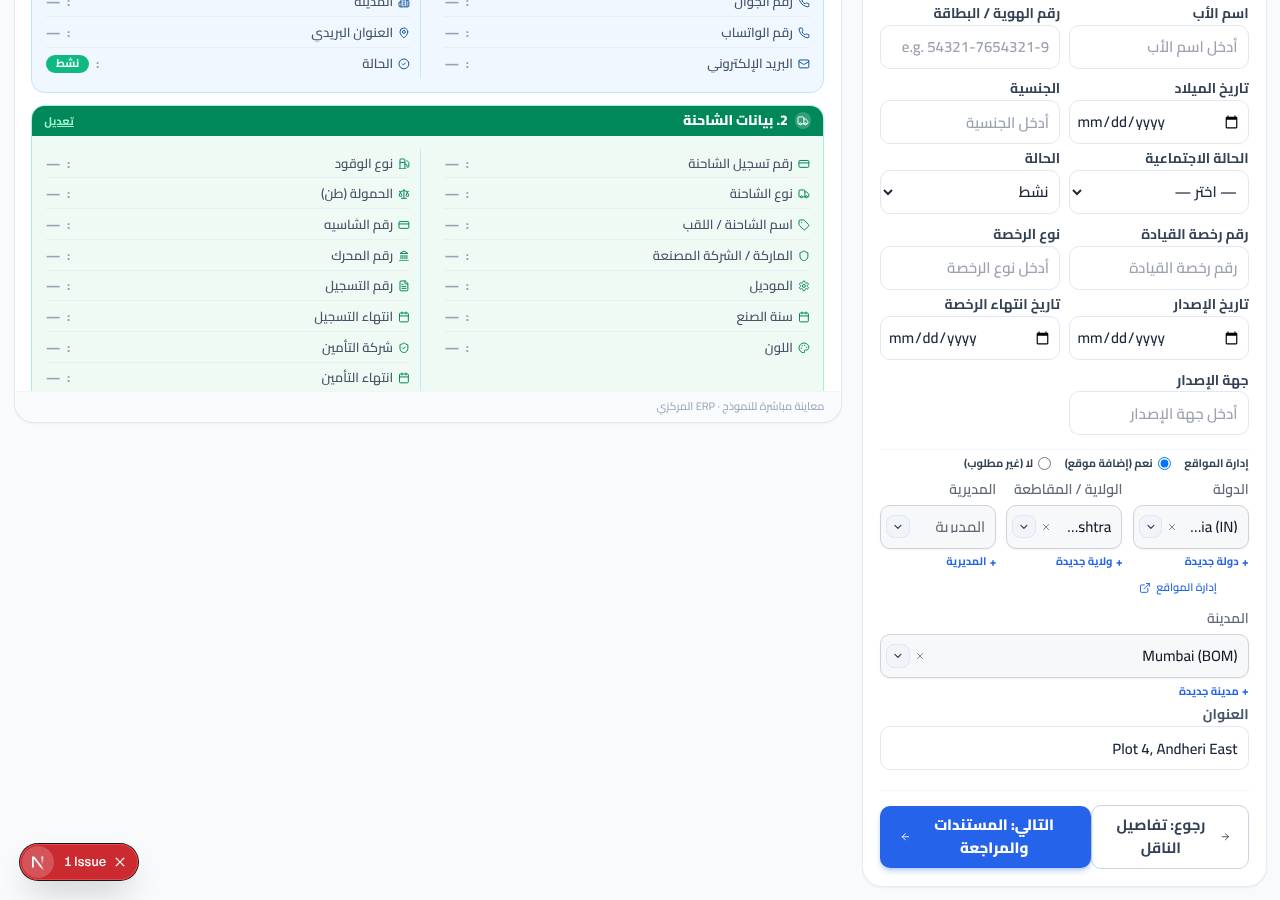 اسم الأب
رقم الهوية / البطاقة
أدخل اسم الأب
e.g. 54321-7654321-9
تاريخ الميلاد
الجنسية
mm/dd/yyyy
أدخل الجنسية
الحالة الاجتماعية
الحالة
— اختر —
نشط
رقم رخصة القيادة
نوع الرخصة
رقم رخصة القيادة
أدخل نوع الرخصة
تاريخ الإصدار
تاريخ انتهاء الرخصة
mm/dd/yyyy
mm/dd/yyyy
جهة الإصدار
أدخل جهة الإصدار
إدارة المواقع
نعم (إضافة موقع)
لا (غير مطلوب)
الدولة
الولاية / المقاطعة
المديرية
...ia (IN)
...shtra
المديرية
+ دولة جديدة
+ ولاية جديدة
+ المديرية
إدارة المواقع
المدينة
Mumbai (BOM)
+ مدينة جديدة
العنوان
Plot 4, Andheri East
رجوع: تفاصيل
الناقل
التالي: المستندات
والمراجعة
رقم الجوال : —
المدينة : —
رقم الواتساب : —
العنوان البريدي : —
البريد الإلكتروني : —
الحالة : نشط
2. بيانات الشاحنة
تعديل
رقم تسجيل الشاحنة : —
نوع الوقود : —
نوع الشاحنة : —
الحمولة (طن) : —
اسم الشاحنة / اللقب : —
رقم الشاسيه : —
الماركة / الشركة المصنعة : —
رقم المحرك : —
الموديل : —
رقم التسجيل : —
سنة الصنع : —
انتهاء التسجيل : —
اللون : —
شركة التأمين : —
انتهاء التأمين : —
معاينة مباشرة للنموذج · ERP المركزي
1 Issue